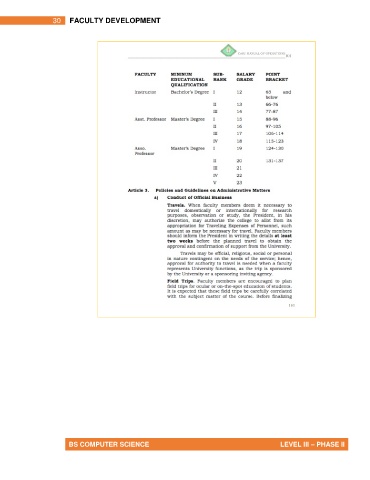 30 FACULTY DEVELOPMENT
FACULTY MINIMUM SUB- SALARY POINT
EDUCATIONAL RANK GRADE BRACKET
QUALIFICATION
Instructor Bachelor's Degree I 12 65 and
below
II 13 66-76
III 14 77-87
Asst. Professor Master's Degree I 15 88-96
II 16 97-105
III 17 106-114
IV 18 115-123
Asso. Master's Degree I 19 124-130
Professor
II 20 131-137
III 21
IV 22
V 23
Article 3. Policies and Guidelines on Administrative Matters
a) Conduct of Official Business
Travels. When faculty members deem it necessary to
travel domestically or internationally for research
purposes, observation or study, the President, in his
discretion, may authorize the college to allot from its
appropriation for Traveling Expenses of Personnel, such
amount as may be necessary for travel. Faculty members
should inform the President in writing the details at least
two weeks before the planned travel to obtain the
approval and confirmation of support from the University.
Travels may be official, religious, social or personal
in nature contingent on the needs of the service; hence,
approval for authority to travel is needed when a faculty
represents University functions, as the trip is sponsored
by the University or a sponsoring inviting agency.
Field Trips. Faculty members are encouraged to plan
field trips for ocular or on-the-spot education of students.
It is expected that these field trips be carefully correlated
with the subject matter of the course. Before finalizing
BS COMPUTER SCIENCE LEVEL III – PHASE II